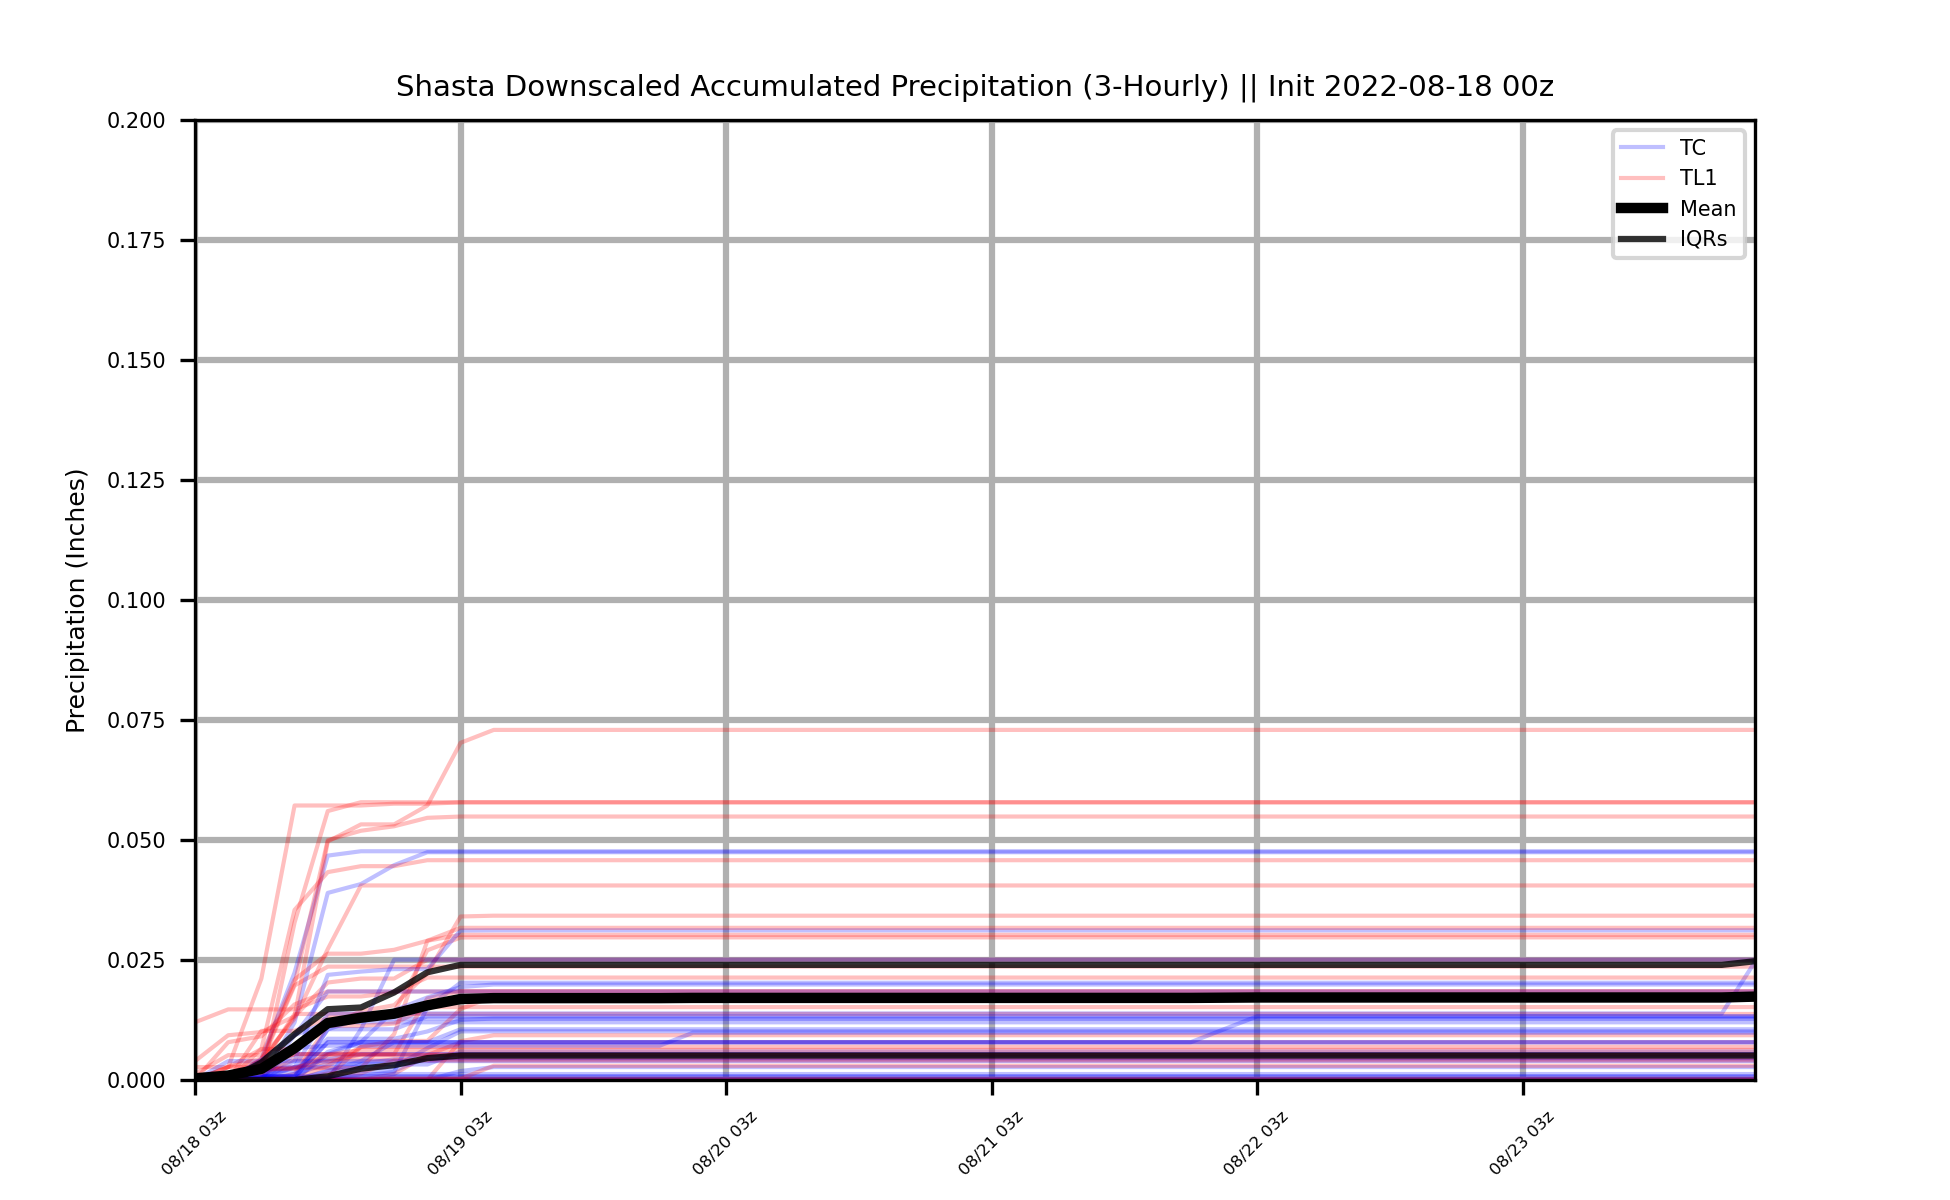 Shasta Downscaled Accumulated Precipitation (3-Hourly) || Init 2022-08-18 00z
TC
TL1
Mean
IQRs
Precipitation (Inches)
0.200
0.175
0.150
0.125
0.100
0.075
0.050
0.025
0.000
08/18 03z
08/19 03z
08/20 03z
08/21 03z
08/22 03z
08/23 03z